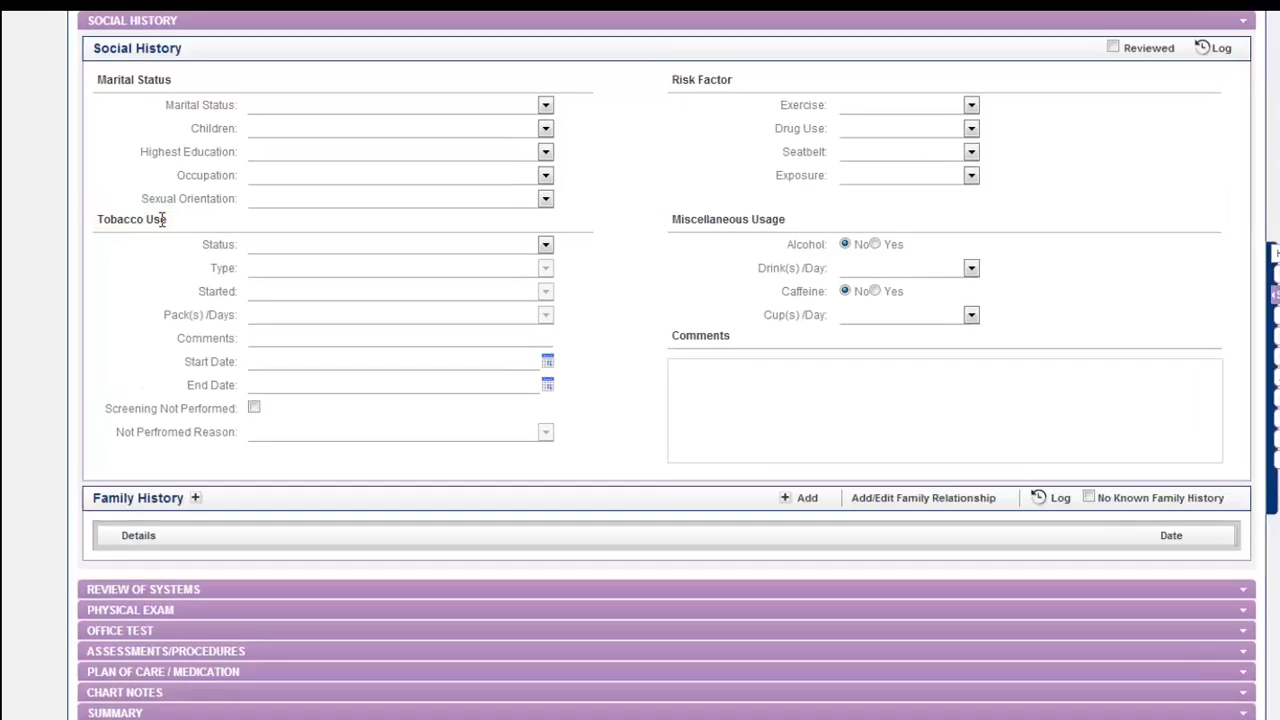 SOCIAL HISTORY
Social History
Reviewed
Log
Marital Status
Marital Status:
Children:
Highest Education:
Occupation:
Sexual Orientation:
Risk Factor
Exercise:
Drug Use:
Seatbelt:
Exposure:
Tobacco Use
Status:
Type:
Started:
Pack(s) /Days:
Comments:
Start Date:
End Date:
Screening Not Performed:
Not Perfromed Reason:
Miscellaneous Usage
Alcohol: No Yes
Drink(s) /Day:
Caffeine: No Yes
Cup(s) /Day:
Comments
Family History +
+ Add
Add/Edit Family Relationship
Log
No Known Family History
Details Date
REVIEW OF SYSTEMS
PHYSICAL EXAM
OFFICE TEST
ASSESSMENTS/PROCEDURES
PLAN OF CARE / MEDICATION
CHART NOTES
SUMMARY